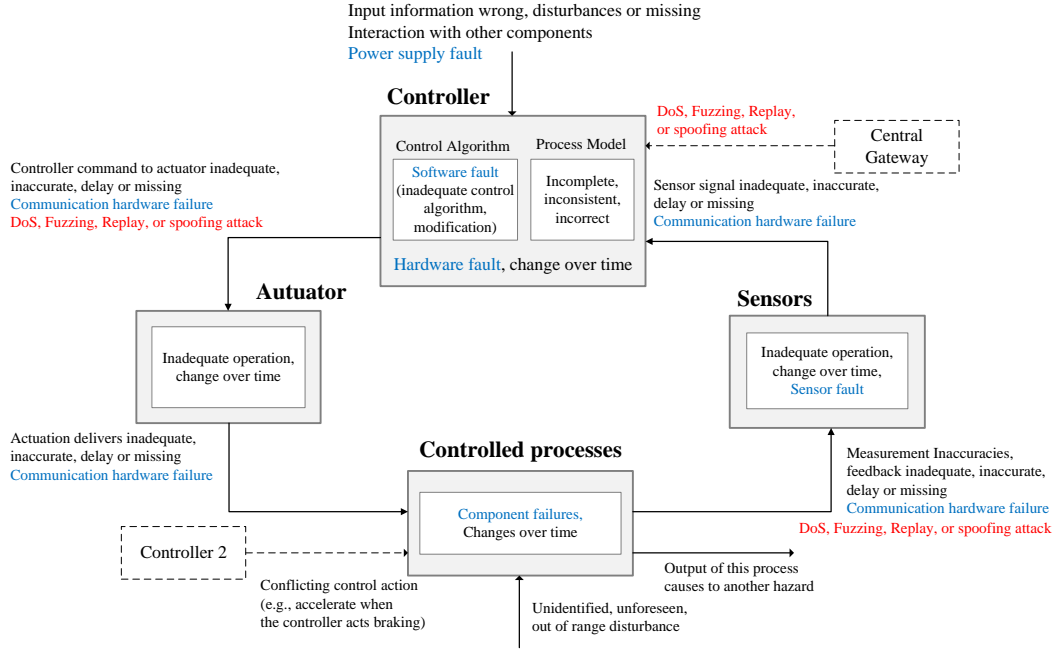 Input information wrong, disturbances or missing
Interaction with other components
Power supply fault
Controller
DoS, Fuzzing, Replay,
or spoofing attack
Central
Gateway
Control Algorithm
Process Model
Software fault
(inadequate control
algorithm,
modification)
Incomplete,
inconsistent,
incorrect
Hardware fault, change over time
Controller command to actuator inadequate,
inaccurate, delay or missing
Communication hardware failure
DoS, Fuzzing, Replay, or spoofing attack
Sensor signal inadequate, inaccurate,
delay or missing
Communication hardware failure
Autuator
Inadequate operation,
change over time
Sensors
Inadequate operation,
change over time,
Sensor fault
Actuation delivers inadequate,
inaccurate, delay or missing
Communication hardware failure
Controlled processes
Component failures,
Changes over time
Measurement Inaccuracies,
feedback inadequate, inaccurate,
delay or missing
Communication hardware failure
DoS, Fuzzing, Replay, or spoofing attack
Controller 2
Conflicting control action
(e.g., accelerate when
the controller acts braking)
Output of this process
causes to another hazard
Unidentified, unforeseen,
out of range disturbance